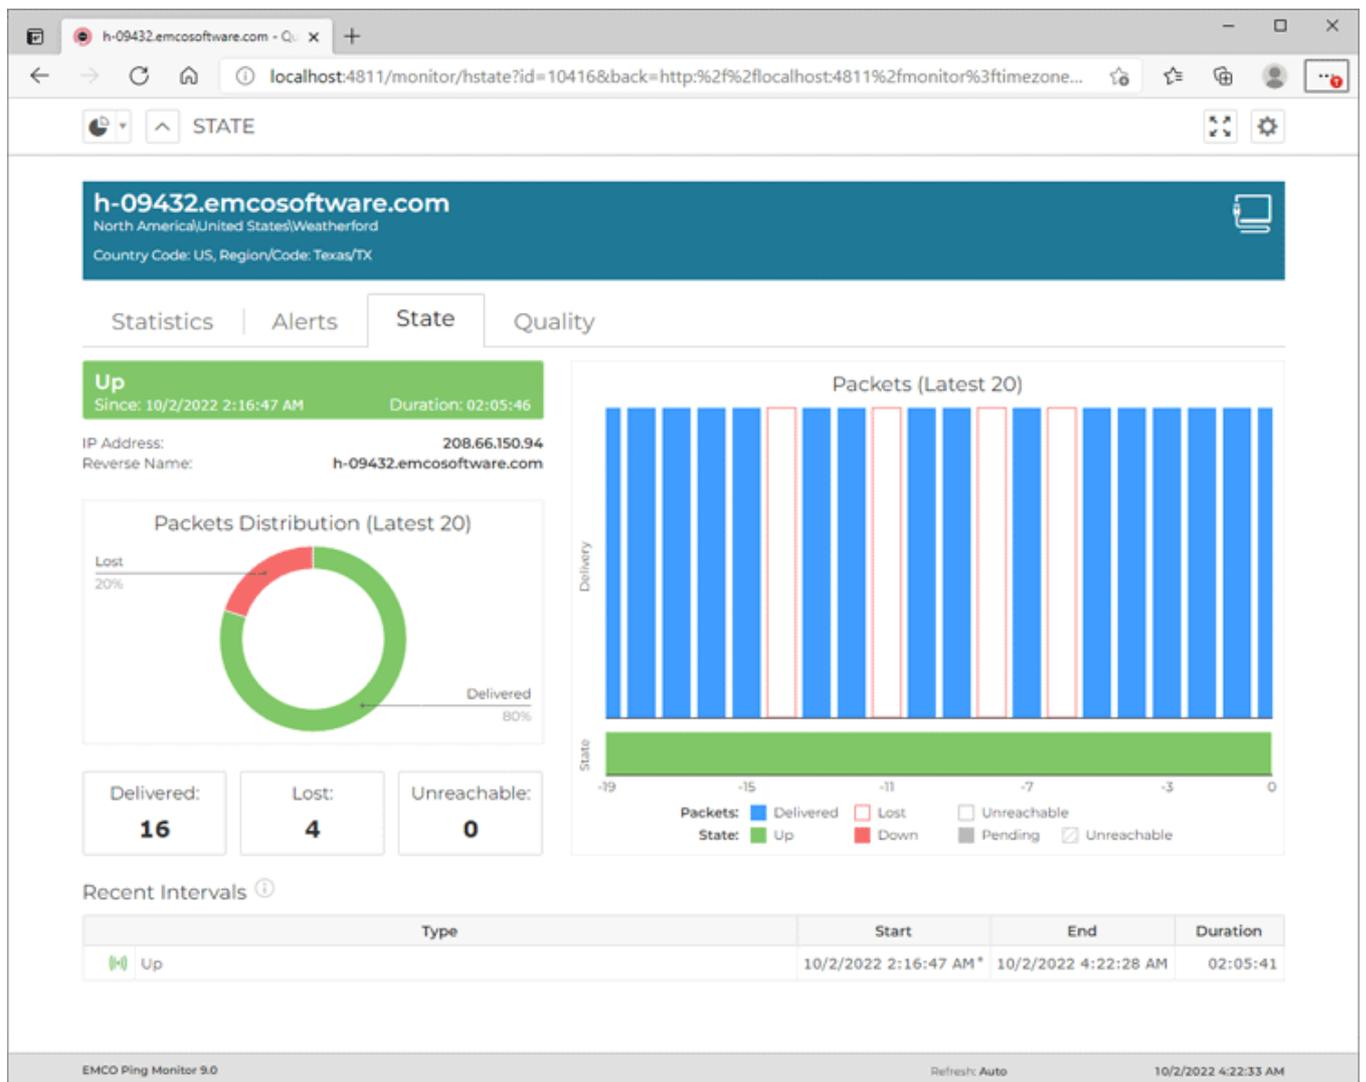 h-09432.emcosoftware.com - Qu
localhost:4811/monitor/hstate?id=10416&back=http:%2f%2flocalhost:4811%2fmonitor%3ftimezone...
STATE
h-09432.emcosoftware.com
North America\United States\Weatherford
Country Code: US, Region/Code: Texas/TX
Statistics Alerts State Quality
Up
Since: 10/2/2022 2:16:47 AM Duration: 02:05:46
IP Address: 208.66.150.94
Reverse Name: h-09432.emcosoftware.com
Packets Distribution (Latest 20)
Lost
20%
Delivered
80%
Delivered: Lost: Unreachable:
16 4 0
Packets (Latest 20)
Delivery
State
-19 -15 -11 -7 -3 0
Packets: Delivered Lost Unreachable
State: Up Down Pending Unreachable
Recent Intervals
Type Start End Duration
Up 10/2/2022 2:16:47 AM* 10/2/2022 4:22:28 AM 02:05:41
EMCO Ping Monitor 9.0 Refresh: Auto 10/2/2022 4:22:33 AM